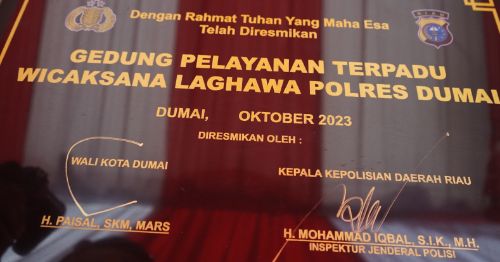 Dengan Rahmat Tuhan Yang Maha Esa
Telah Diresmikan
GEDUNG PELAYANAN TERPADU
WICAKSANA LAGHAWA POLRES DUMAI
DUMAI, OKTOBER 2023
DIRESMIKAN OLEH :
WALI KOTA DUMAI
H. PAISAL, SKM, MARS
KEPALA KEPOLISIAN DAERAH RIAU
H. MOHAMMAD IQBAL, S.I.K., M.H.
INSPEKTUR JENDERAL POLISI